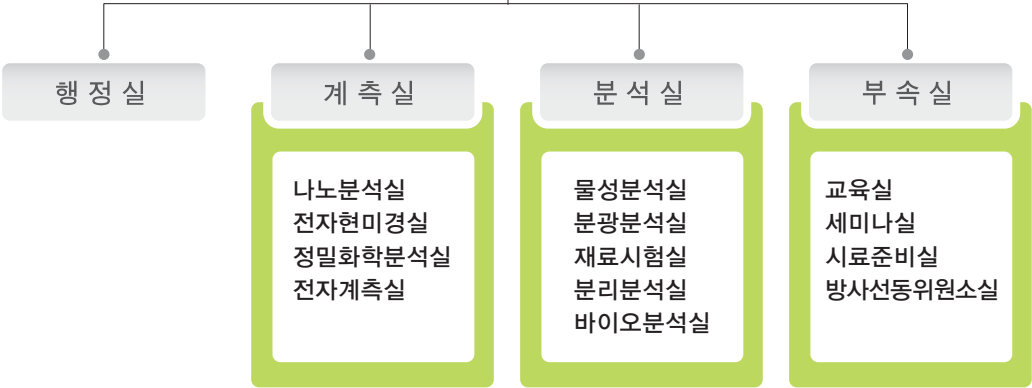 행정실
계측실
나노분석실
전자현미경실
정밀화학분석실
전자계측실
분석실
물성분석실
분광분석실
재료시험실
분리분석실
바이오분석실
부속실
교육실
세미나실
시료준비실
방사선동위원소실